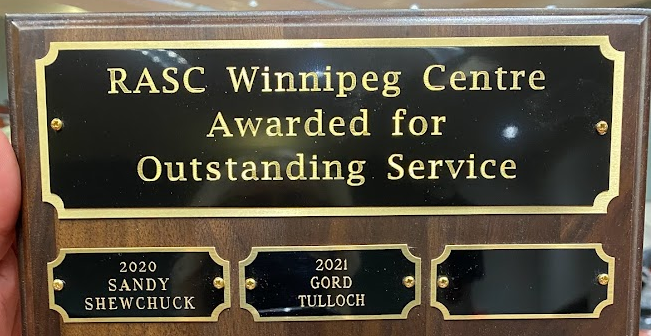 RASC Winnipeg Centre
Awarded for
Outstanding Service
2020
SANDY
SHEWCHUCK
2021
GORD
TULLOCH